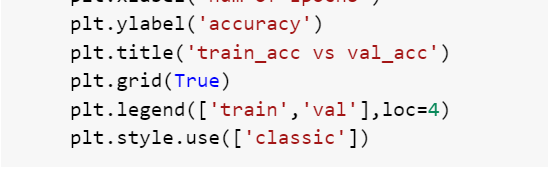 plt.ylabel('accuracy')
plt.title('train_acc vs val_acc')
plt.grid(True)
plt.legend(['train','val'],loc=4)
plt.style.use(['classic'])